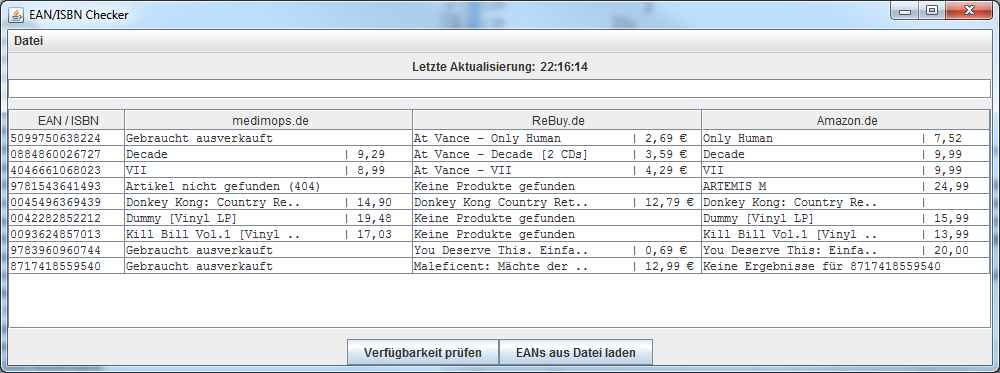 EAN/ISBN Checker
Datei
Letzte Aktualisierung: 22:16:14
EAN / ISBN medimops.de ReBuy.de Amazon.de
5099750638224 Gebraucht ausverkauft At Vance - Only Human | 2,69 € Only Human | 7,52
0884860026727 Decade | 9,29 At Vance - Decade [2 CDs] | 3,59 € Decade | 9,99
4046661068023 VII | 8,99 At Vance - VII | 4,29 € VII | 9,99
9781543641493 Artikel nicht gefunden (404) Keine Produkte gefunden ARTEMIS M | 24,99
0045496369439 Donkey Kong: Country Re.. | 14,90 Donkey Kong Country Ret.. | 12,79 € Donkey Kong: Country Re.. |
0042282852212 Dummy [Vinyl LP] | 19,48 Keine Produkte gefunden Dummy [Vinyl LP] | 15,99
0093624857013 Kill Bill Vol.1 [Vinyl .. | 17,03 Keine Produkte gefunden Kill Bill Vol.1 [Vinyl .. | 13,99
9783960960744 Gebraucht ausverkauft You Deserve This. Einfa.. | 0,69 € You Deserve This: Einfa.. | 20,00
8717418559540 Gebraucht ausverkauft Maleficent: Mächte der .. | 12,99 € Keine Ergebnisse für 8717418559540
Verfügbarkeit prüfen EANs aus Datei laden